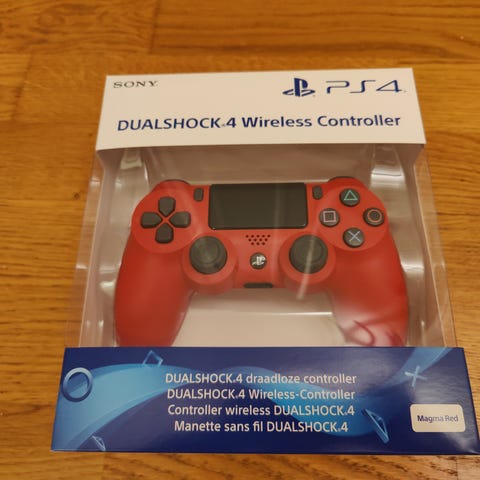 SONY
PS4
DUALSHOCK®4 Wireless Controller
DUALSHOCK®4 draadloze controller
DUALSHOCK®4 Wireless-Controller
Controller wireless DUALSHOCK®4
Manette sans fil DUALSHOCK®4
Magma Red